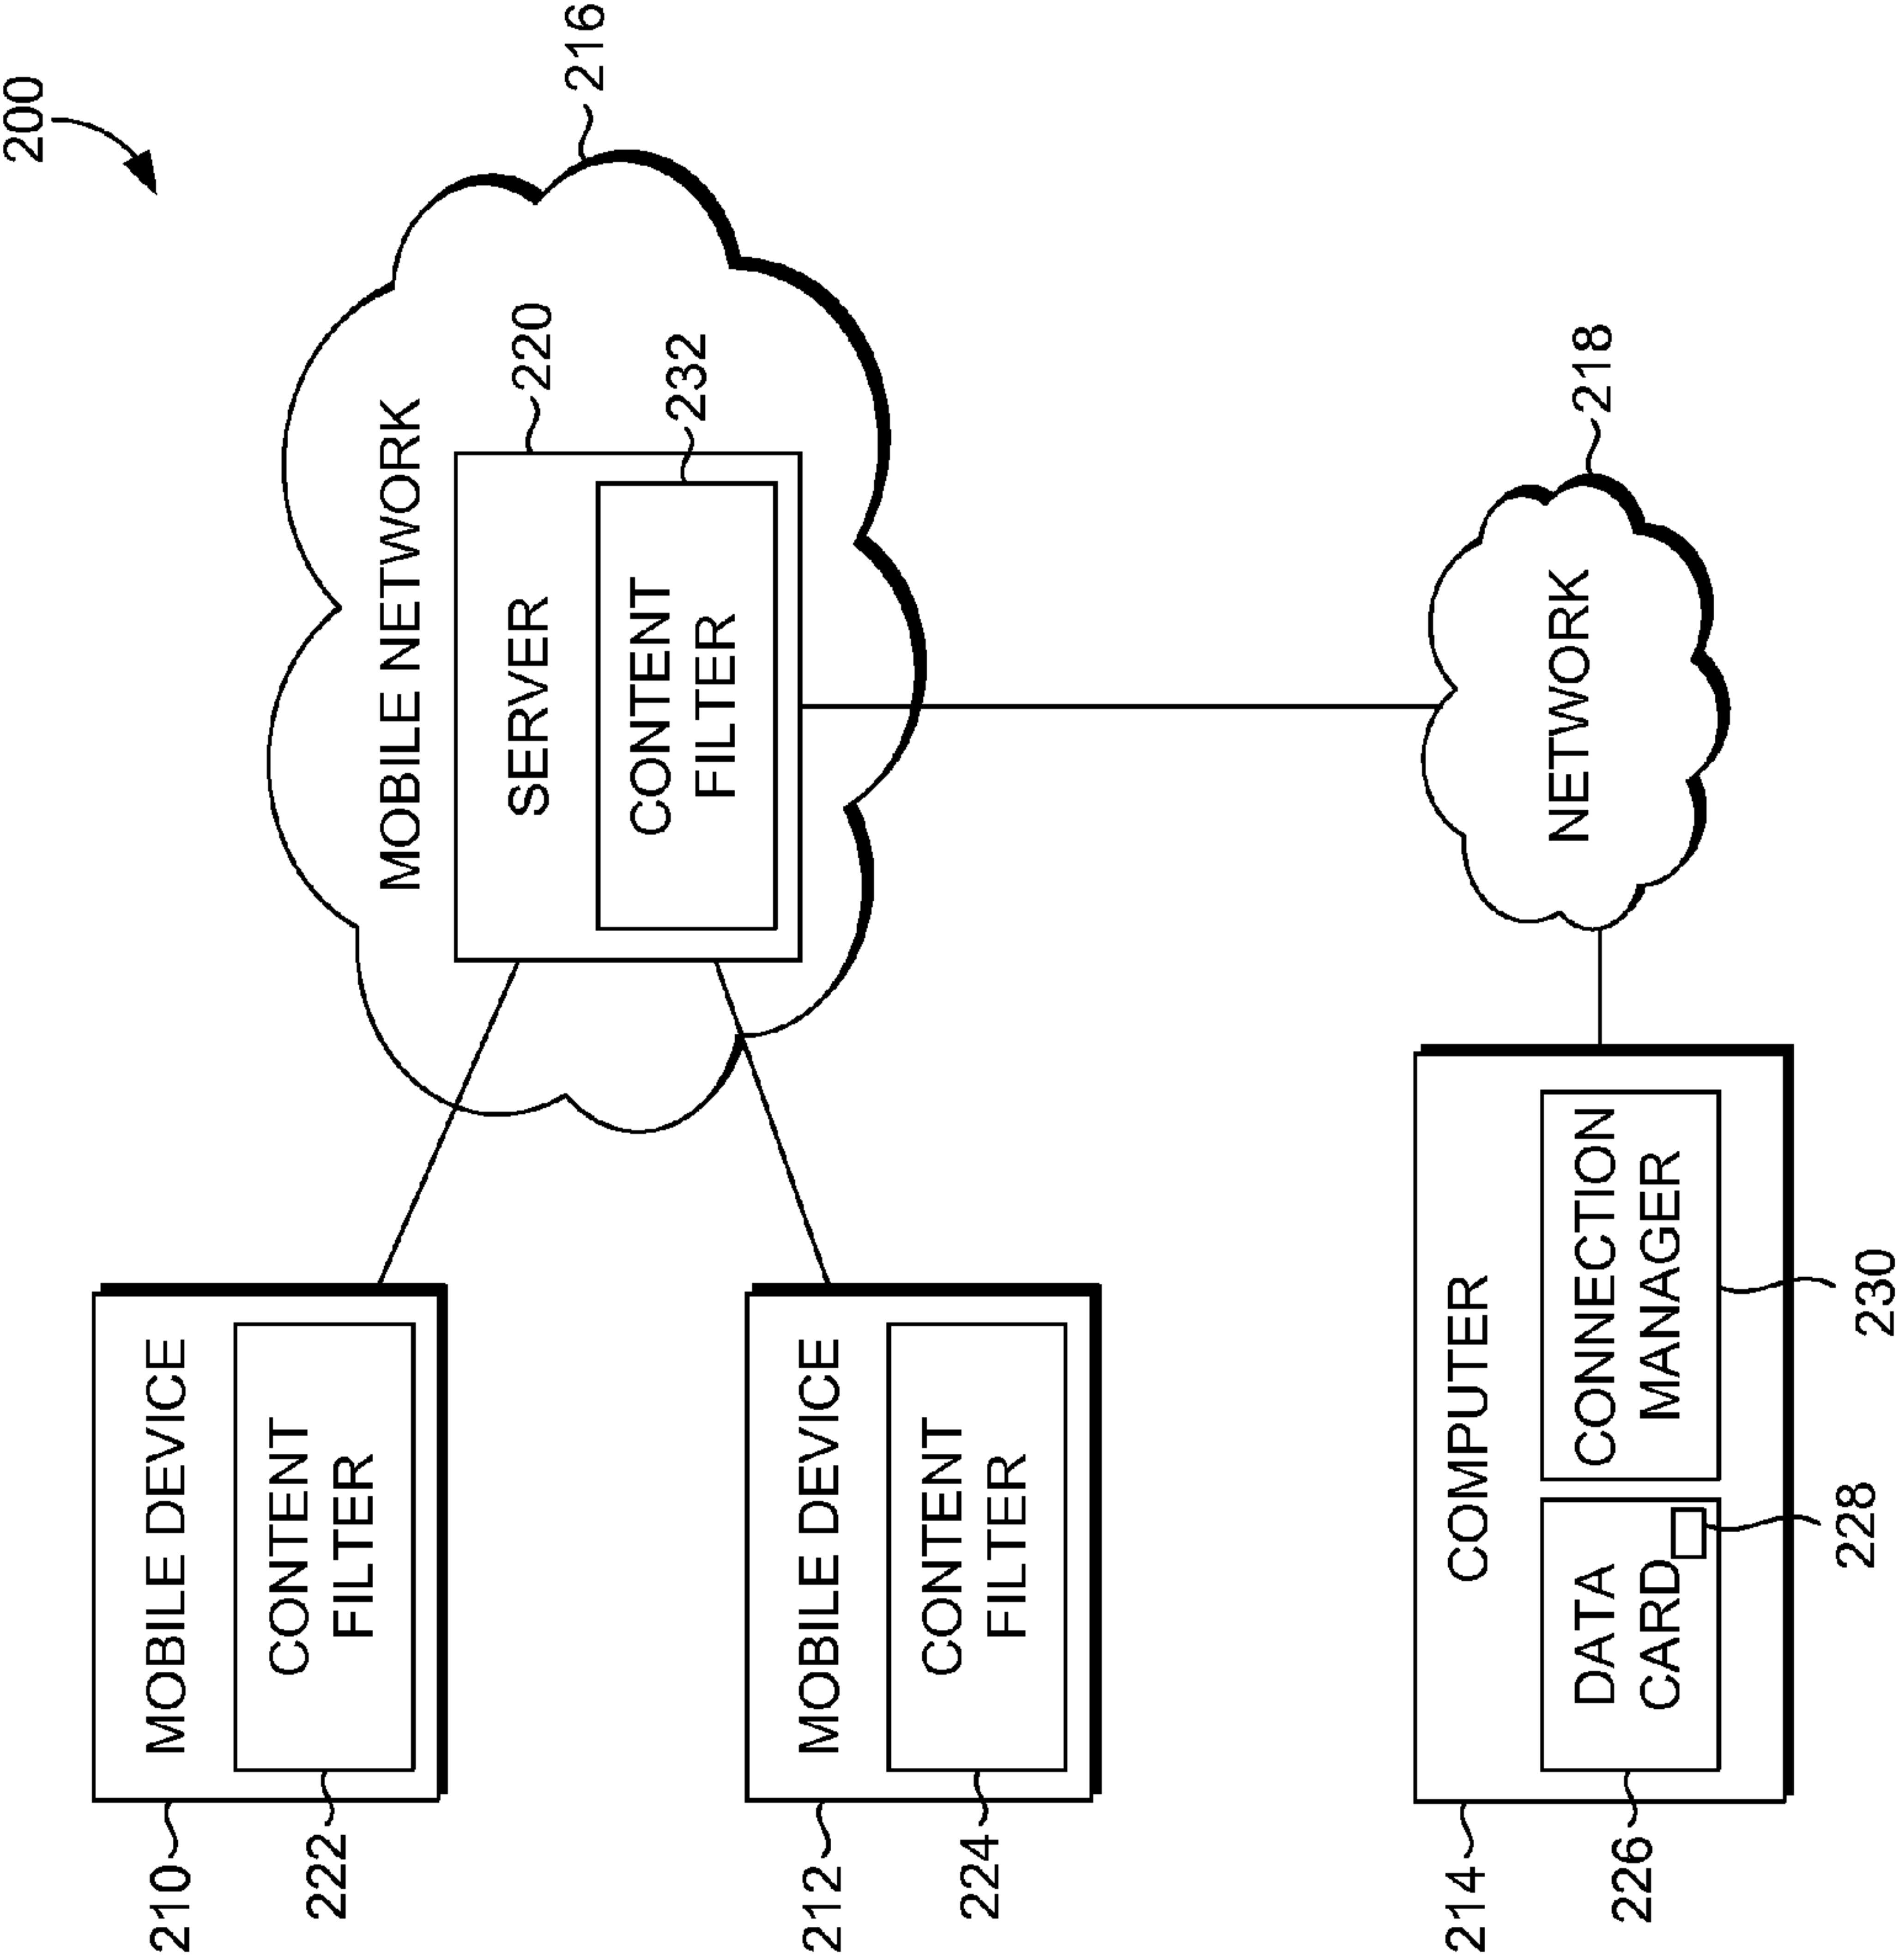 200
216
MOBILE NETWORK
220
SERVER
232
CONTENT
FILTER
210
MOBILE DEVICE
222
CONTENT
FILTER
212
MOBILE DEVICE
224
CONTENT
FILTER
218
NETWORK
214
COMPUTER
226
DATA
CARD
228
CONNECTION
MANAGER
230